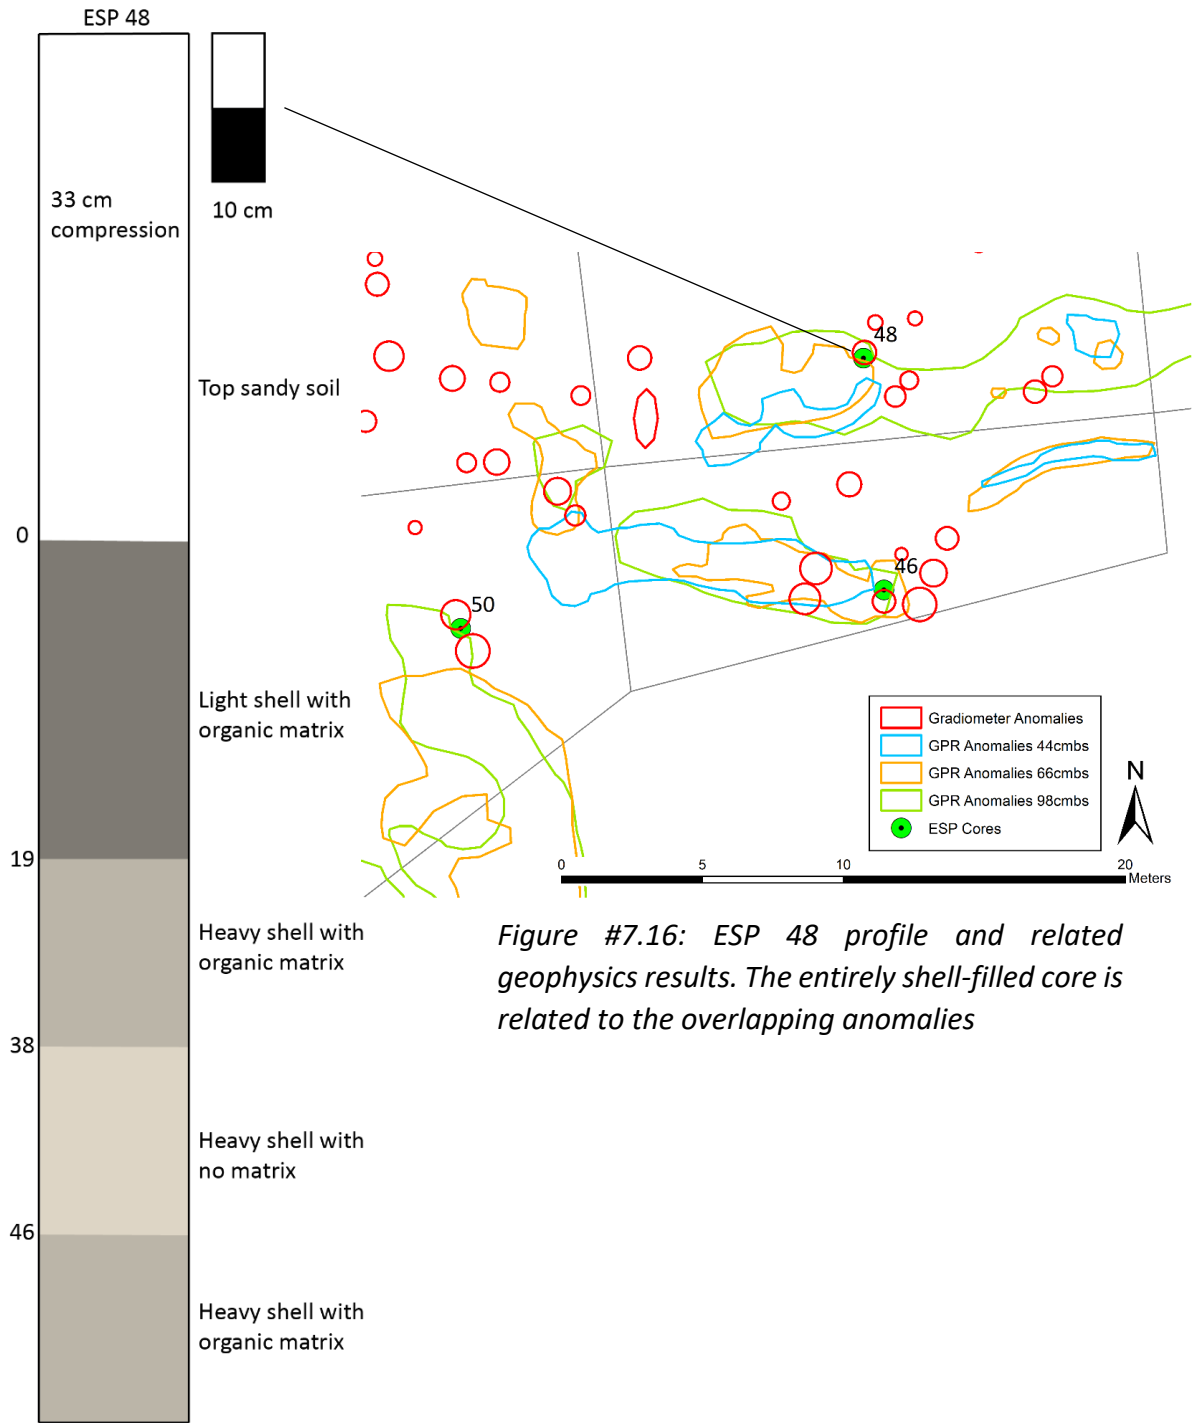 ESP 48
33 cm
compression
10 cm
Top sandy soil
0
Light shell with
organic matrix
19
Heavy shell with
organic matrix
38
Heavy shell with
no matrix
46
Heavy shell with
organic matrix
48
46
50
Gradiometer Anomalies
GPR Anomalies 44cmbs
GPR Anomalies 66cmbs
GPR Anomalies 98cmbs
ESP Cores
N
0 5 10 20
Meters
Figure #7.16: ESP 48 profile and related
geophysics results. The entirely shell-filled core is
related to the overlapping anomalies